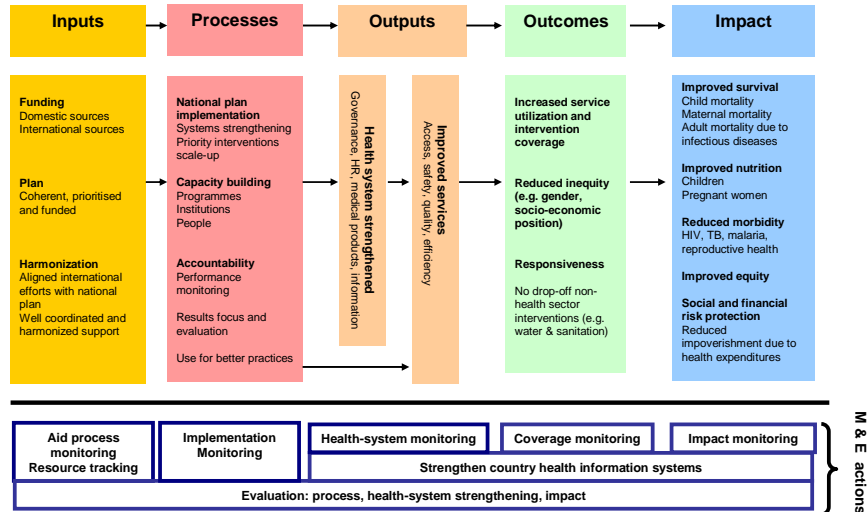 Inputs
Processes
Outputs
Outcomes
Impact
Funding
Domestic sources
International sources
Plan
Coherent, prioritised
and funded
Harmonization
Aligned international
efforts with national
plan
Well coordinated and
harmonized support
National plan
implementation
Systems strengthening
Priority interventions
scale-up
Capacity building
Programmes
Institutions
People
Accountability
Performance
monitoring
Results focus and
evaluation
Use for better practices
Health system strengthened
Governance, HR, medical products, information
Improved services
Access, safety, quality, efficiency
Increased service
utilization and
intervention
coverage
Reduced inequity
(e.g. gender,
socio-economic
position)
Responsiveness
No drop-off non-
health sector
interventions (e.g.
water & sanitation)
Improved survival
Child mortality
Maternal mortality
Adult mortality due to
infectious diseases
Improved nutrition
Children
Pregnant women
Reduced morbidity
HIV, TB, malaria,
reproductive health
Improved equity
Social and financial
risk protection
Reduced
impoverishment due to
health expenditures
Aid process
monitoring
Resource tracking
Implementation
Monitoring
Health-system monitoring
Coverage monitoring
Impact monitoring
Strengthen country health information systems
Evaluation: process, health-system strengthening, impact
M & E actions